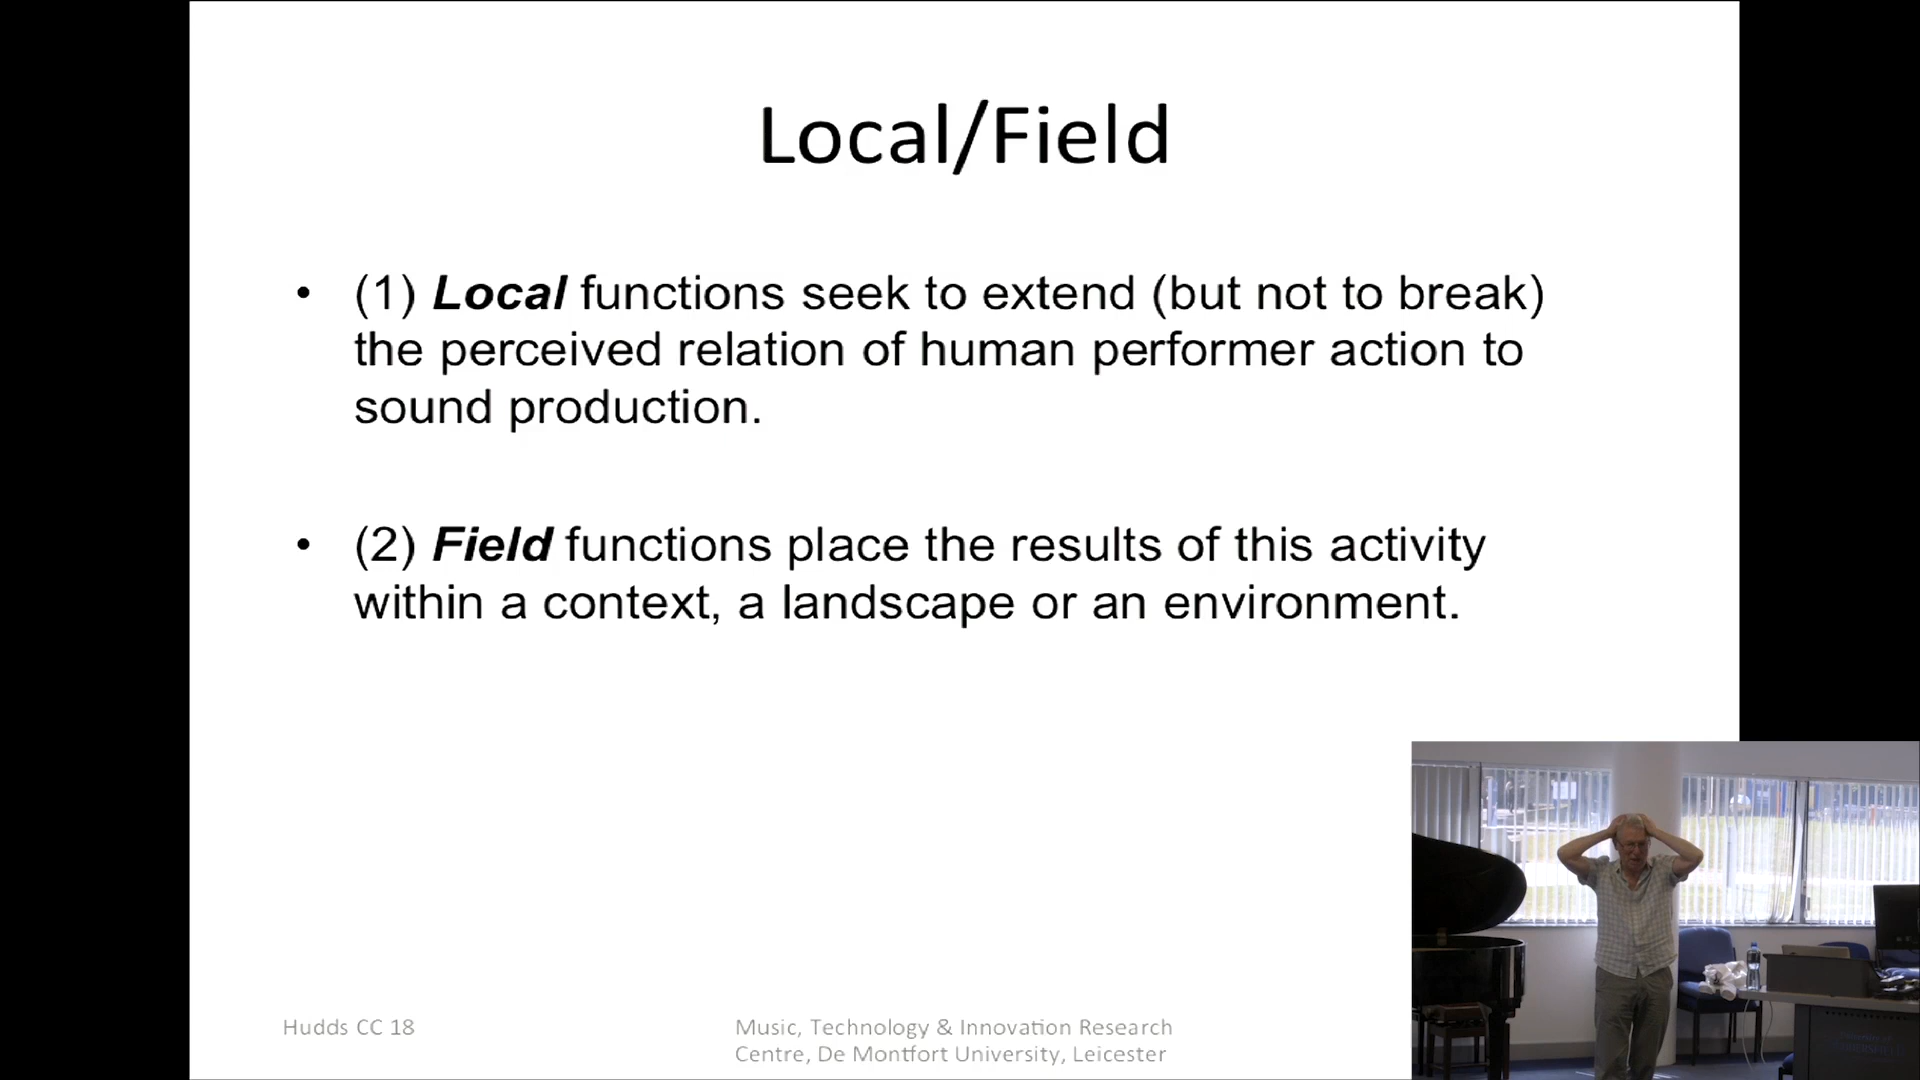 Local/Field
• (1) Local functions seek to extend (but not to break)
the perceived relation of human performer action to
sound production.
• (2) Field functions place the results of this activity
within a context, a landscape or an environment.
Hudds CC 18
Music, Technology & Innovation Research
Centre, De Montfort University, Leicester